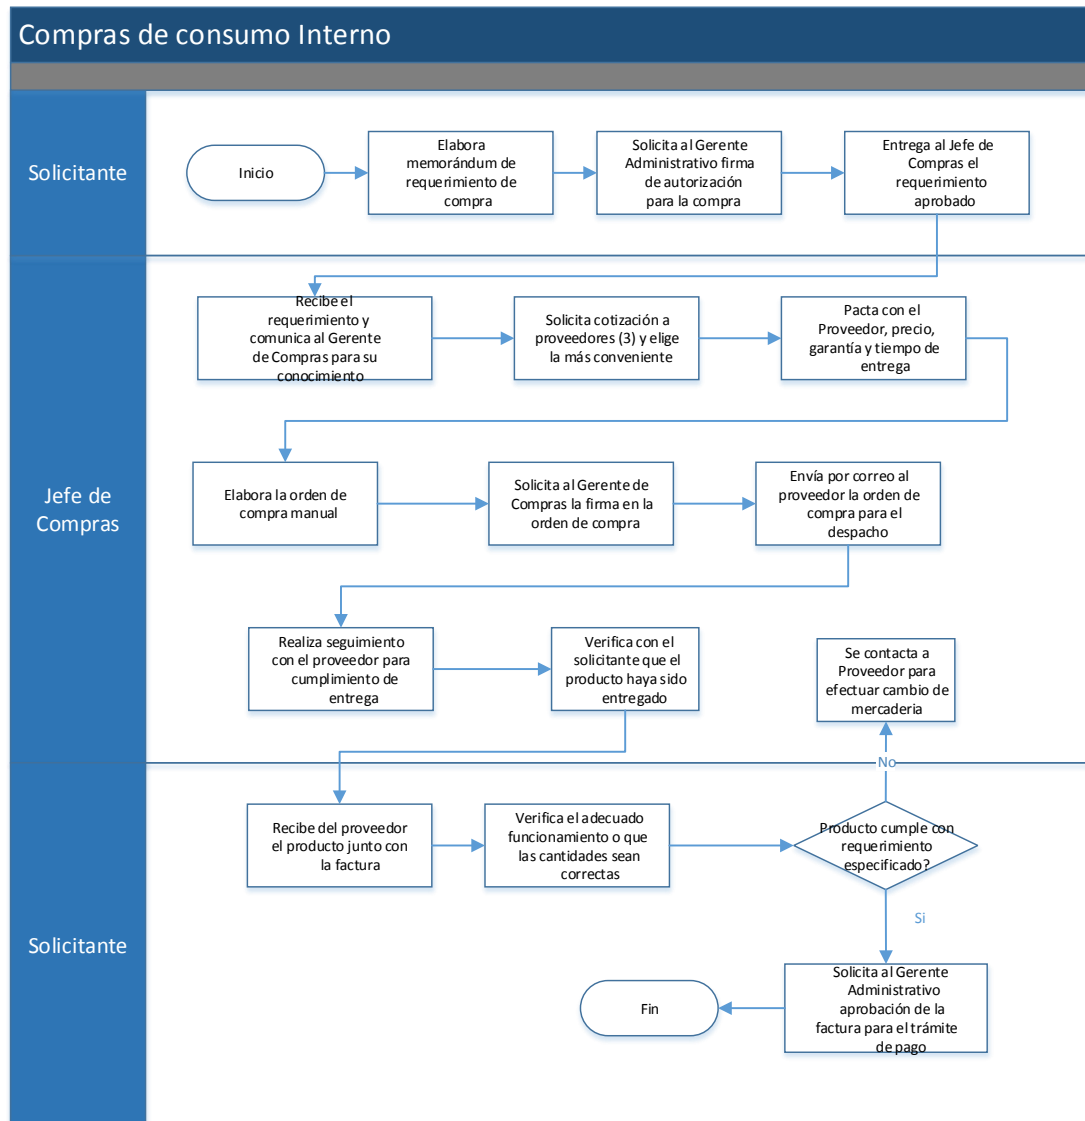 Compras de consumo Interno
Solicitante
Inicio
Elabora
memorándum de
requerimiento de
compra
Solicita al Gerente
Administrativo firma
de autorización
para la compra
Entrega al Jefe de
Compras el
requerimiento
aprobado
Jefe de
Compras
Recibe el
requerimiento y
comunica al Gerente
de Compras para su
conocimiento
Solicita cotización a
proveedores (3) y elige
la más conveniente
Pacta con el
Proveedor, precio,
garantía y tiempo de
entrega
Elabora la orden de
compra manual
Solicita al Gerente de
Compras la firma en la
orden de compra
Envía por correo al
proveedor la orden de
compra para el
despacho
Realiza seguimiento
con el proveedor para
cumplimiento de
entrega
Verifica con el
solicitante que el
producto haya sido
entregado
Se contacta a
Proveedor para
efectuar cambio de
mercaderia
No
Solicitante
Recibe del proveedor
el producto junto con
la factura
Verifica el adecuado
funcionamiento o que
las cantidades sean
correctas
Producto cumple con
requerimiento
especificado?
Si
Solicita al Gerente
Administrativo
aprobación de la
factura para el trámite
de pago
Fin